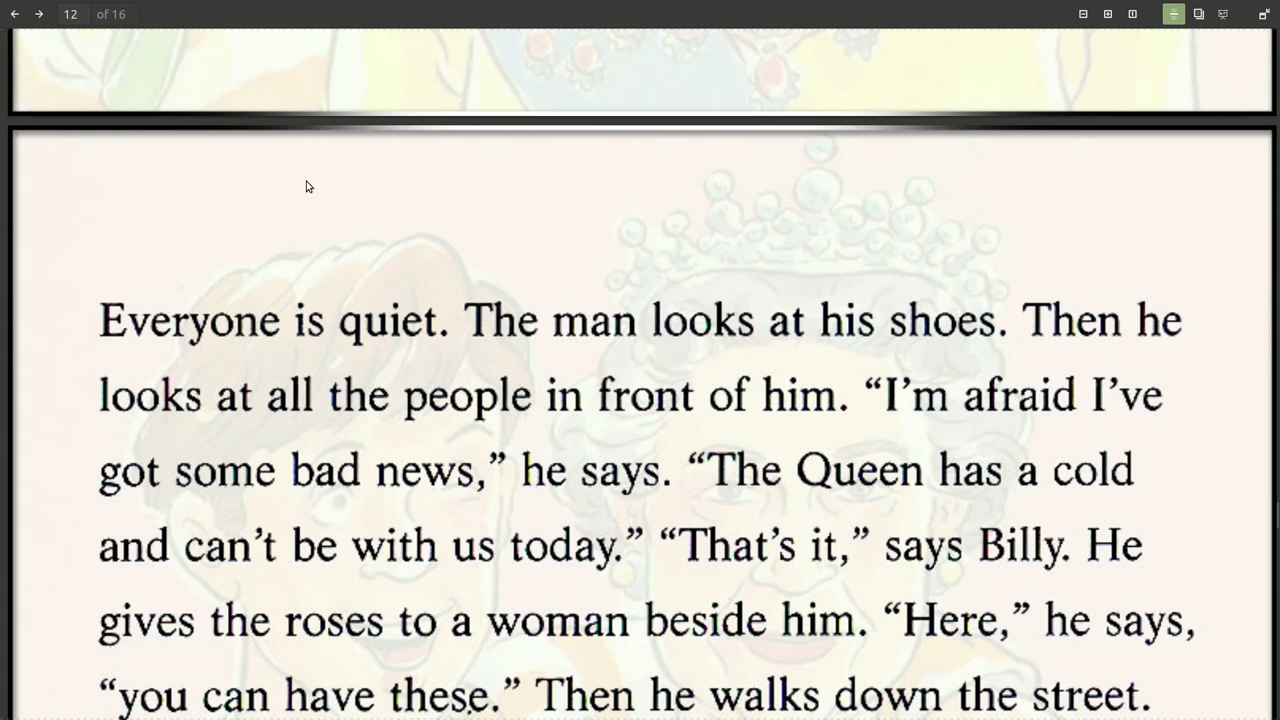 12 of 16
Everyone is quiet. The man looks at his shoes. Then he
looks at all the people in front of him. “I’m afraid I’ve
got some bad news,” he says. “The Queen has a cold
and can’t be with us today.” “That’s it,” says Billy. He
gives the roses to a woman beside him. “Here,” he says,
“you can have these.” Then he walks down the street.